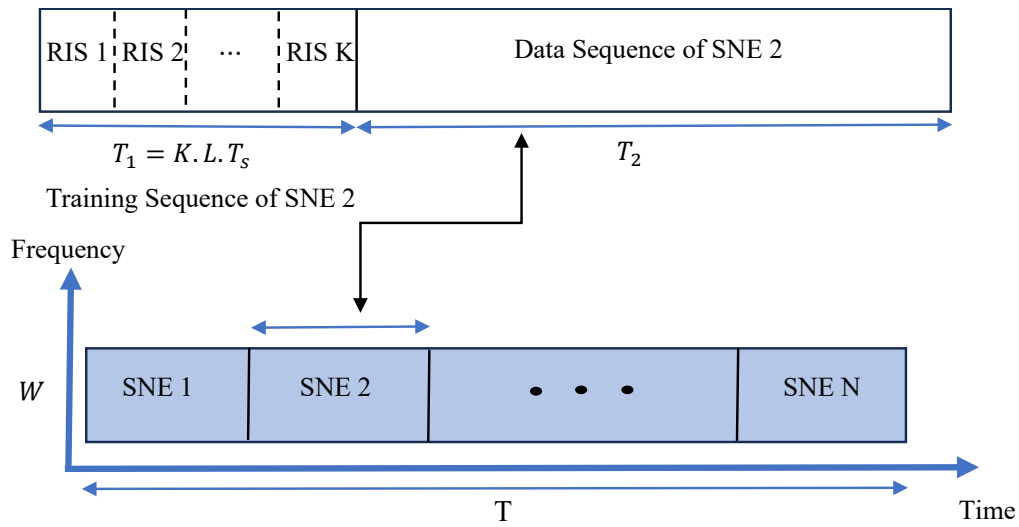 RIS 1 RIS 2 ... RIS K Data Sequence of SNE 2
T₁ = K.L.Tₛ T₂
Training Sequence of SNE 2
Frequency
W SNE 1 SNE 2 • • • SNE N
T Time